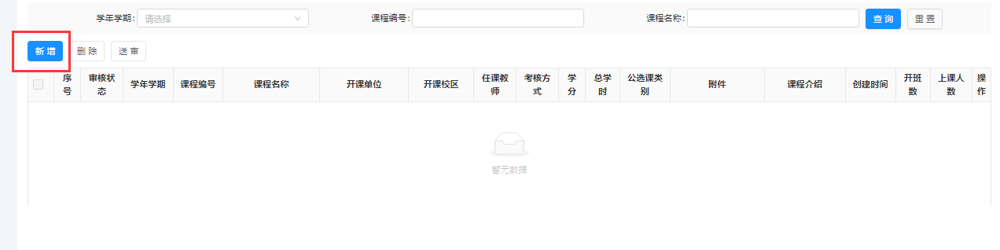 学年学期: 请选择 课程编号: 课程名称: 查询 重置
新增 删除 送审
序号 审核状态 学年学期 课程编号 课程名称 开课单位 开课校区 任课教师 考核方式 学分 总学时 公选课类别 附件 课程介绍 创建时间 开班数 上课人数 操作
暂无数据